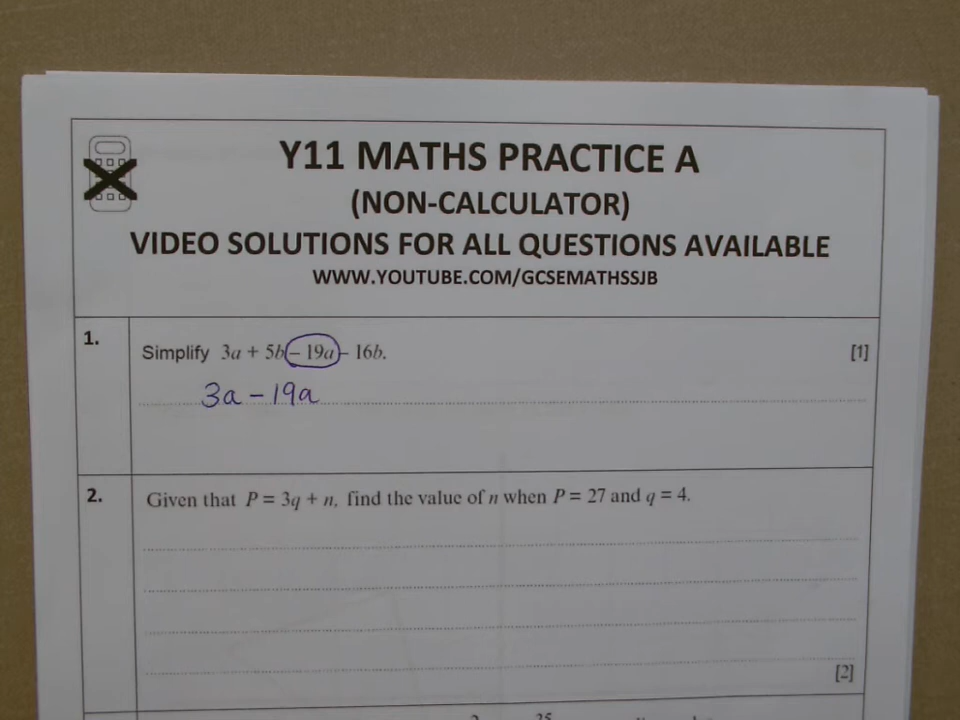 Y11 MATHS PRACTICE A
(NON-CALCULATOR)
VIDEO SOLUTIONS FOR ALL QUESTIONS AVAILABLE
WWW.YOUTUBE.COM/GCSEMATHSSJB
1.
Simplify 3a + 5b – 19a – 16b. [1]
3a – 19a
2.
Given that P = 3q + n, find the value of n when P = 27 and q = 4.
[2]